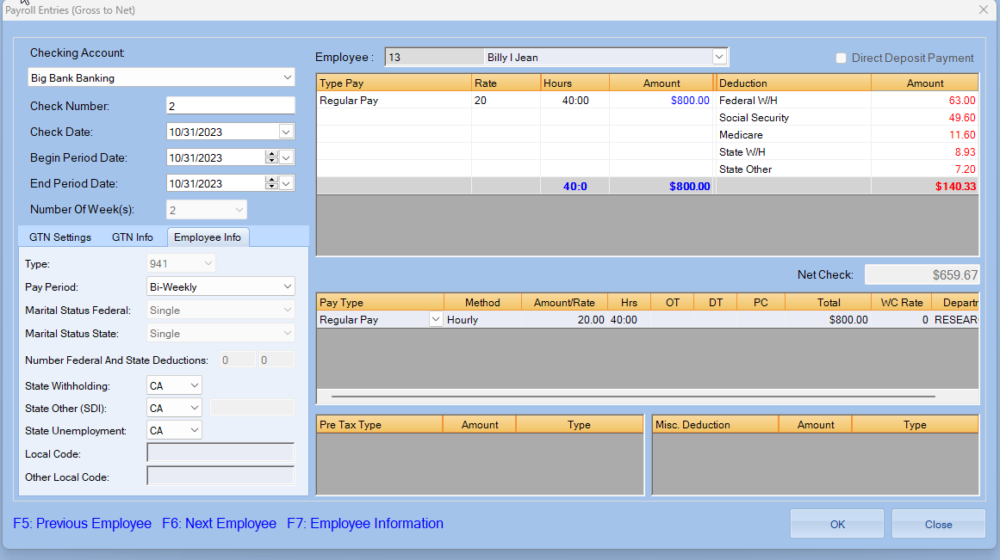 Payroll Entries (Gross to Net)
Checking Account
Big Bank Banking
Check Number: 2
Check Date: 10/31/2023
Begin Period Date: 10/31/2023
End Period Date: 10/31/2023
Number Of Week(s): 2
GTN Settings GTN Info Employee Info
Type: 941
Pay Period: Bi-Weekly
Marital Status Federal: Single
Marital Status State: Single
Number Federal And State Deductions: 0 0
State Withholding: CA
State Other (SDI): CA
State Unemployment: CA
Local Code:
Other Local Code:
Employee : 13 Billy I Jean
Direct Deposit Payment
Type Pay Rate Hours Amount Deduction Amount
Regular Pay 20 40:00 $800.00 Federal W/H 63.00
Social Security 49.60
Medicare 11.60
State W/H 8.93
State Other 7.20
40:0 $800.00 $140.33
Net Check: $659.67
Pay Type Method Amount/Rate Hrs OT DT PC Total WC Rate Departr
Regular Pay Hourly 20.00 40:00 $800.00 0 RESEAR
Pre Tax Type Amount Type
Misc. Deduction Amount Type
F5: Previous Employee F6: Next Employee F7: Employee Information
OK Close